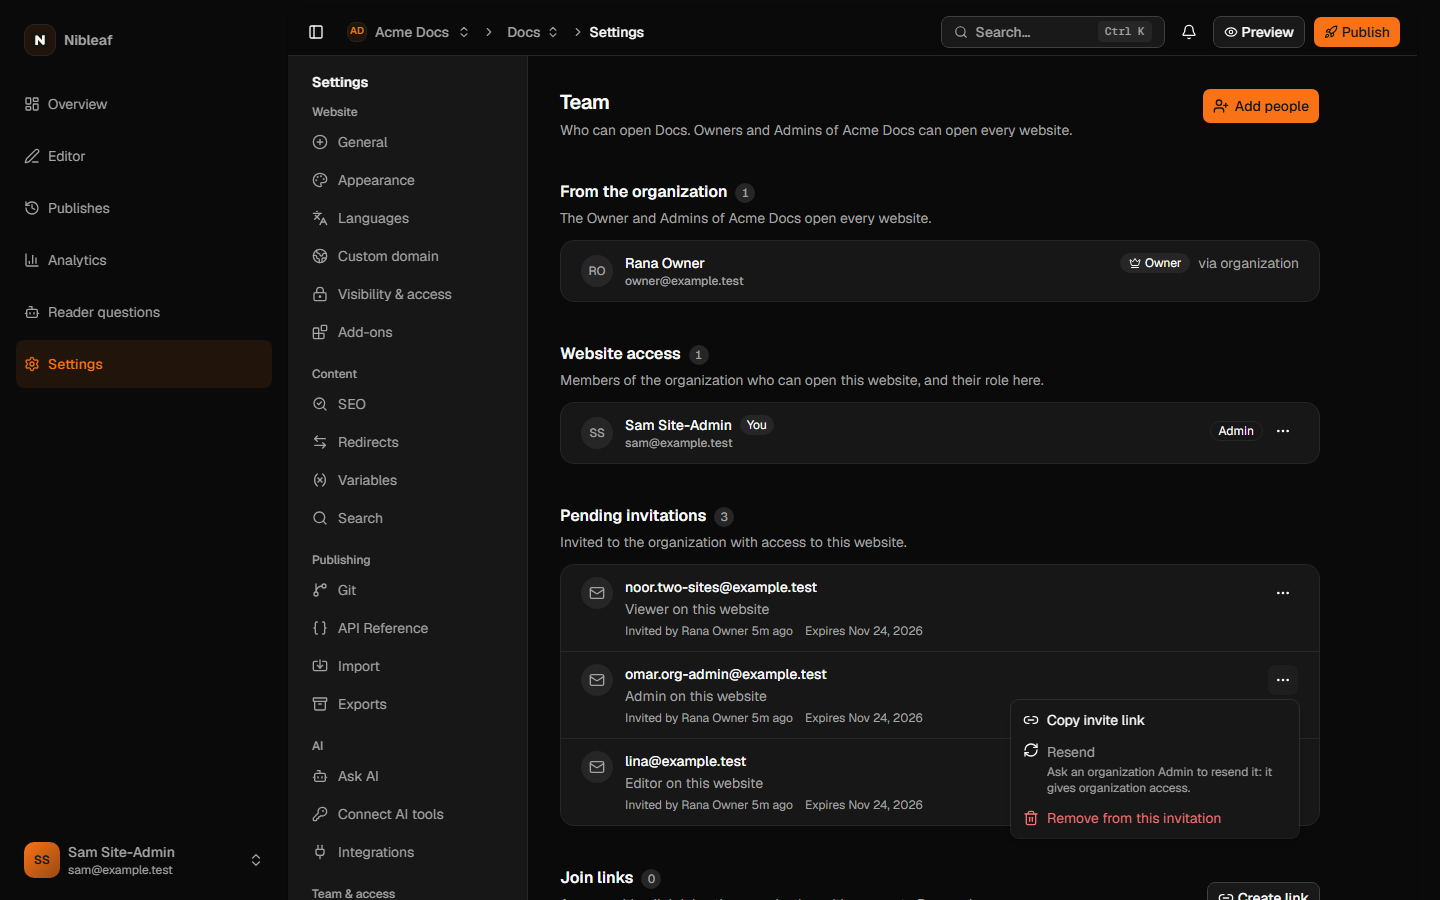 N Nibleaf
Overview
Editor
Publishes
Analytics
Reader questions
Settings
SS Sam Site-Admin
sam@example.test
AD Acme Docs Docs Settings
Search... Ctrl K
Preview
Publish
Settings
Website
General
Appearance
Languages
Custom domain
Visibility & access
Add-ons
Content
SEO
Redirects
Variables
Search
Publishing
Git
API Reference
Import
Exports
AI
Ask AI
Connect AI tools
Integrations
Team & access
Team
Add people
Who can open Docs. Owners and Admins of Acme Docs can open every website.
From the organization 1
The Owner and Admins of Acme Docs open every website.
RO Rana Owner Owner via organization
owner@example.test
Website access 1
Members of the organization who can open this website, and their role here.
SS Sam Site-Admin You Admin
sam@example.test
Pending invitations 3
Invited to the organization with access to this website.
noor.two-sites@example.test
Viewer on this website
Invited by Rana Owner 5m ago Expires Nov 24, 2026
omar.org-admin@example.test
Admin on this website
Invited by Rana Owner 5m ago Expires Nov 24, 2026
lina@example.test
Editor on this website
Invited by Rana Owner 5m ago Expires Nov 24, 2026
Copy invite link
Resend
Ask an organization Admin to resend it: it
gives organization access.
Remove from this invitation
Join links 0
Create link